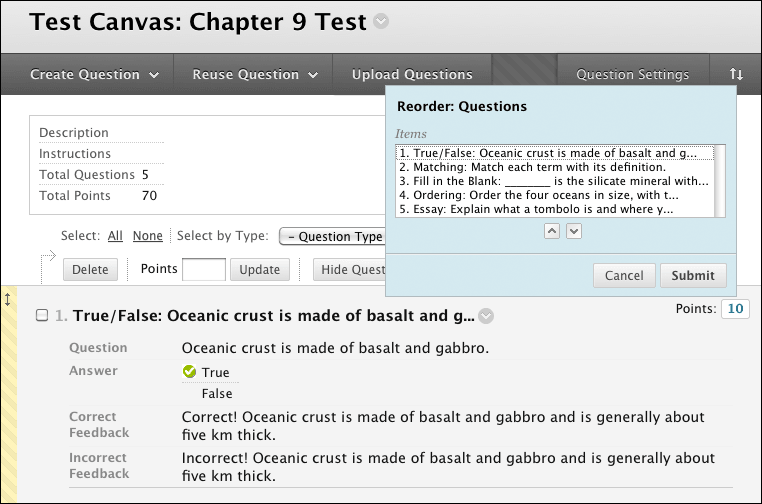 Test Canvas: Chapter 9 Test
Create Question
Reuse Question
Upload Questions
Question Settings
Reorder: Questions
Items
1. True/False: Oceanic crust is made of basalt and g...
2. Matching: Match each term with its definition.
3. Fill in the Blank: ________ is the silicate mineral with...
4. Ordering: Order the four oceans in size, with t...
5. Essay: Explain what a tombolo is and where y...
Cancel
Submit
Description
Instructions
Total Questions 5
Total Points 70
Select: All None Select by Type: - Question Type
Delete
Points
Update
Hide Quest
1. True/False: Oceanic crust is made of basalt and g...
Points: 10
Question Oceanic crust is made of basalt and gabbro.
Answer True
False
Correct Correct! Oceanic crust is made of basalt and gabbro and is generally about
Feedback five km thick.
Incorrect Incorrect! Oceanic crust is made of basalt and gabbro and is generally about
Feedback five km thick.